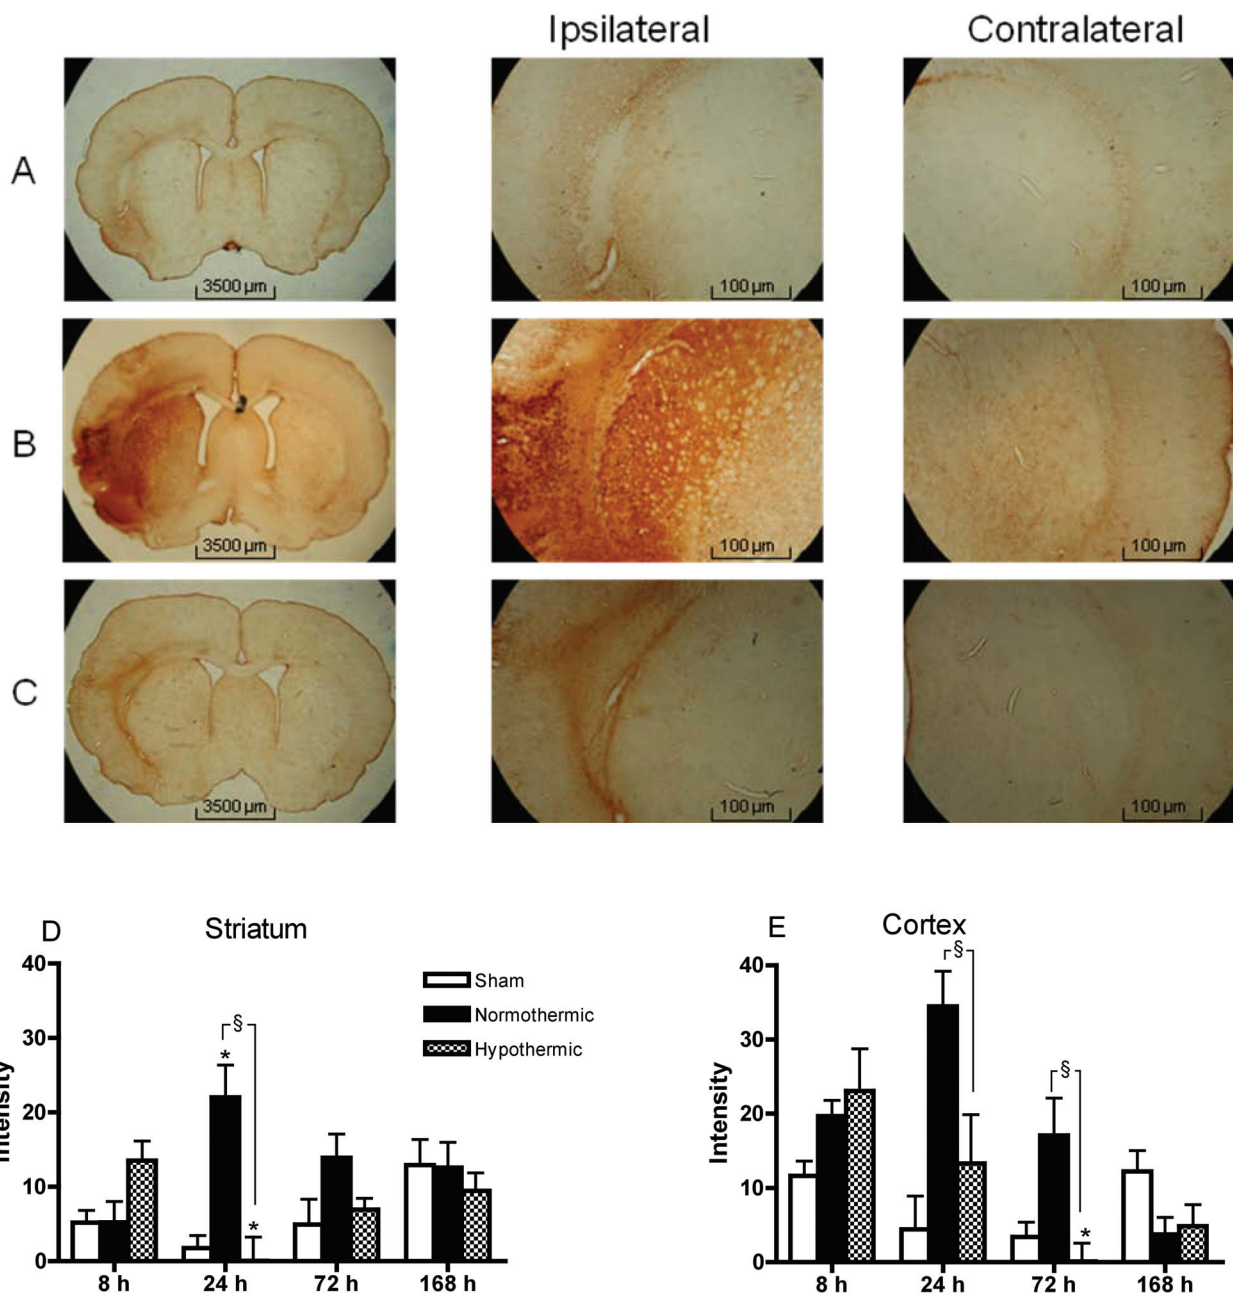 Ipsilateral Contralateral
A
3500 µm 100 µm 100 µm
B
3500 µm 100 µm 100 µm
C
3500 µm 100 µm 100 µm
D Striatum
40
30
20
10
0
Intensity
Sham
Normothermic
Hypothermic
§
*
*
8 h 24 h 72 h 168 h
E Cortex
40
30
20
10
0
Intensity
§
§
*
8 h 24 h 72 h 168 h